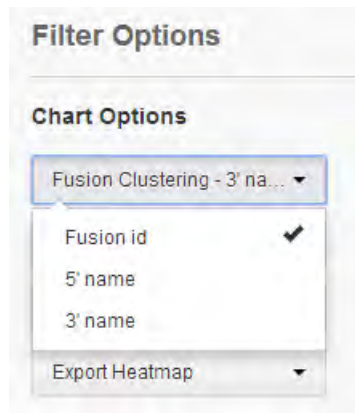 Filter Options
Chart Options
Fusion Clustering - 3' na...
Fusion id
5' name
3' name
Export Heatmap